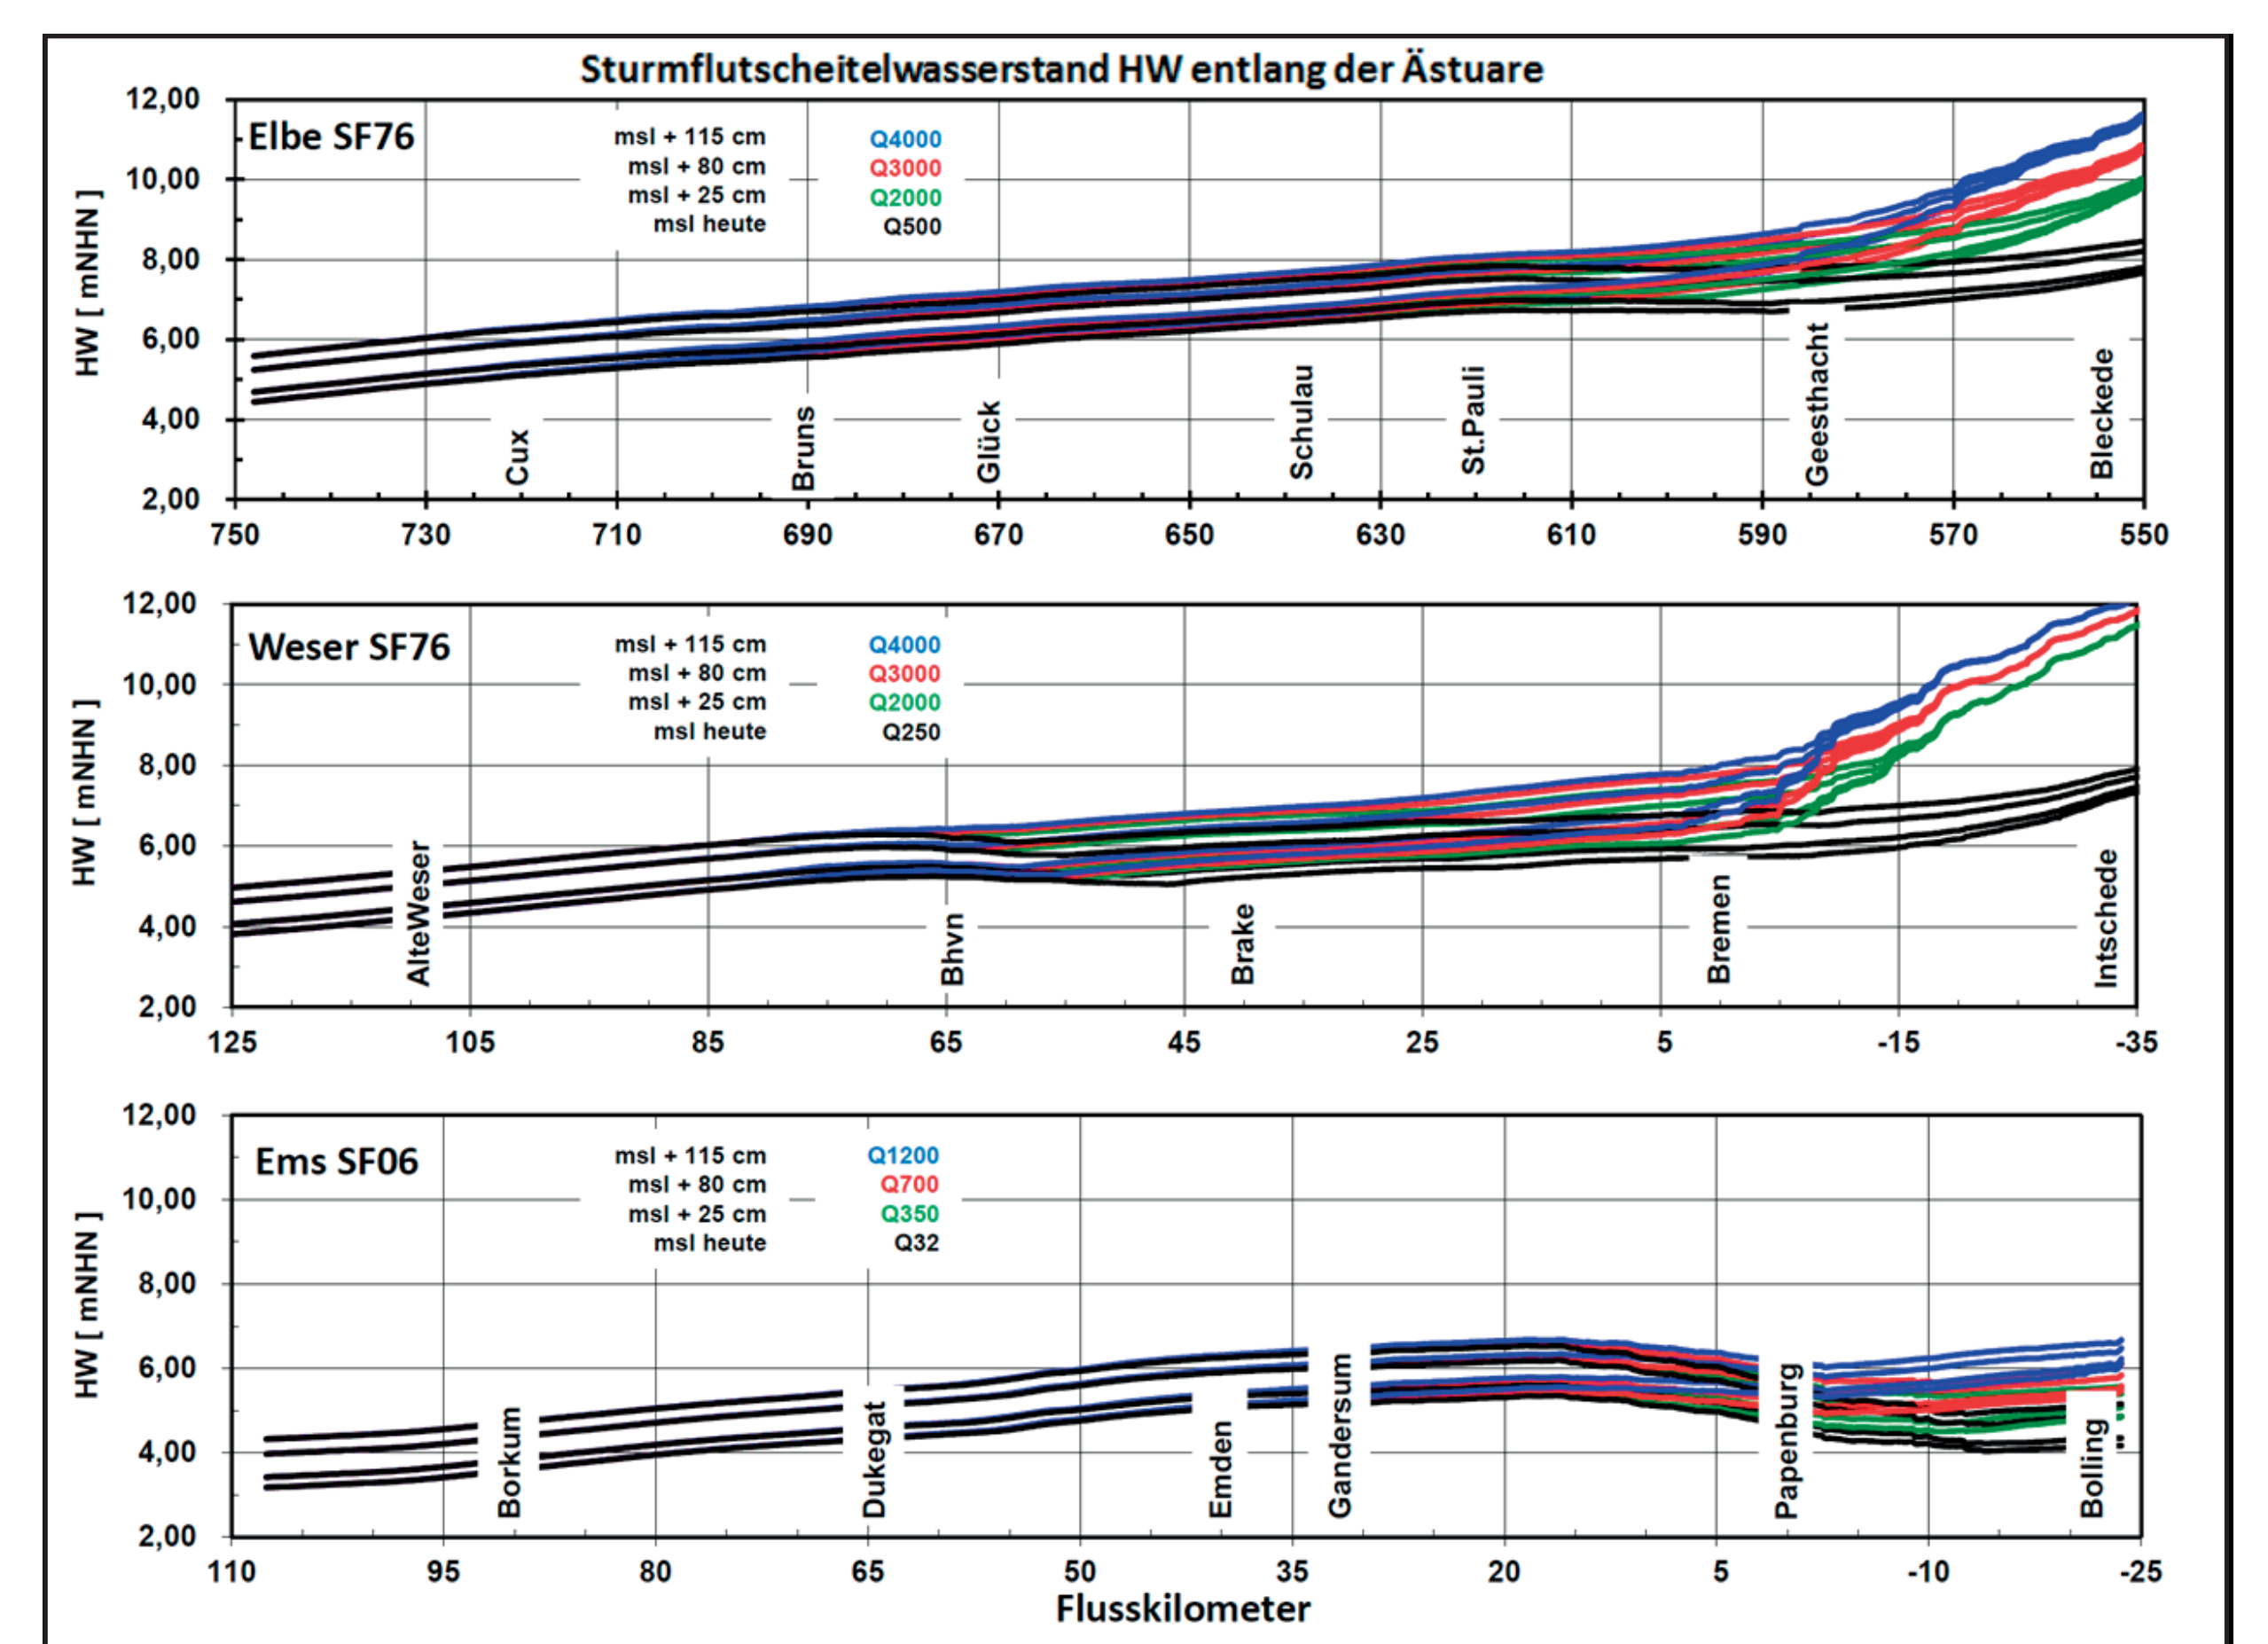 Sturmflutscheitelwasserstand HW entlang der Ästuare
Elbe SF76
msl + 115 cm Q4000
msl + 80 cm Q3000
msl + 25 cm Q2000
msl heute Q500
HW [ mNHN ]
12,00
10,00
8,00
6,00
4,00
2,00
Cux Bruns Glück Schulau St.Pauli Geesthacht Bleckede
750 730 710 690 670 650 630 610 590 570 550
Weser SF76
msl + 115 cm Q4000
msl + 80 cm Q3000
msl + 25 cm Q2000
msl heute Q250
HW [ mNHN ]
12,00
10,00
8,00
6,00
4,00
2,00
AlteWeser Bhvn Brake Bremen Intschede
125 105 85 65 45 25 5 -15 -35
Ems SF06
msl + 115 cm Q1200
msl + 80 cm Q700
msl + 25 cm Q350
msl heute Q32
HW [ mNHN ]
12,00
10,00
8,00
6,00
4,00
2,00
Borkum Dukegat Emden Gandersum Papenburg Bolling
110 95 80 65 50 35 20 5 -10 -25
Flusskilometer